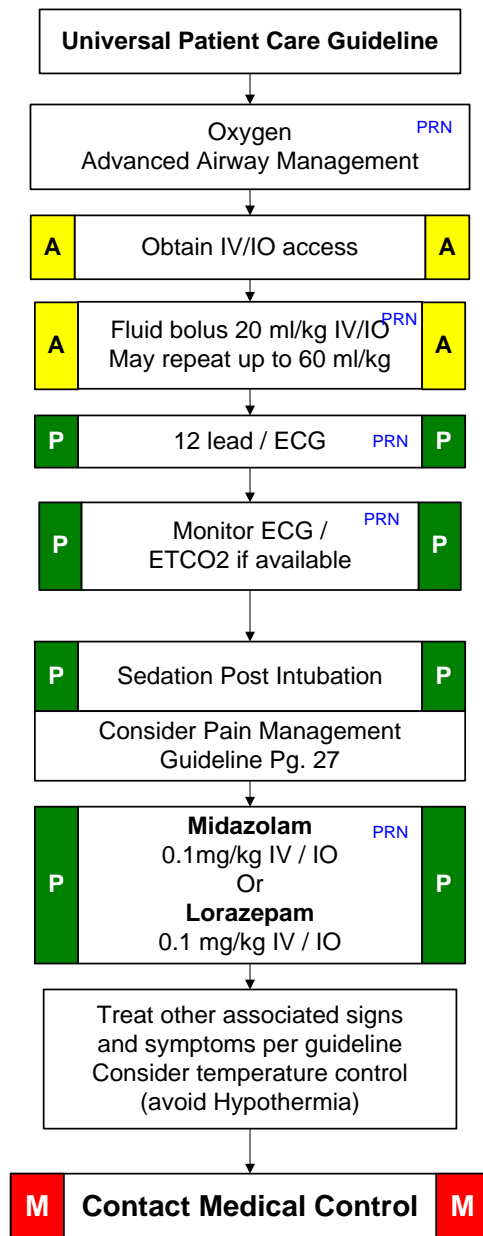 Universal Patient Care Guideline
Oxygen PRN
Advanced Airway Management
A Obtain IV/IO access A
Fluid bolus 20 ml/kg IV/IO PRN
A May repeat up to 60 ml/kg A
P 12 lead / ECG PRN P
Monitor ECG / PRN
P ETCO2 if available P
P Sedation Post Intubation P
Consider Pain Management
Guideline Pg. 27
Midazolam PRN
0.1mg/kg IV / IO
P Or P
Lorazepam
0.1 mg/kg IV / IO
Treat other associated signs
and symptoms per guideline
Consider temperature control
(avoid Hypothermia)
M Contact Medical Control M